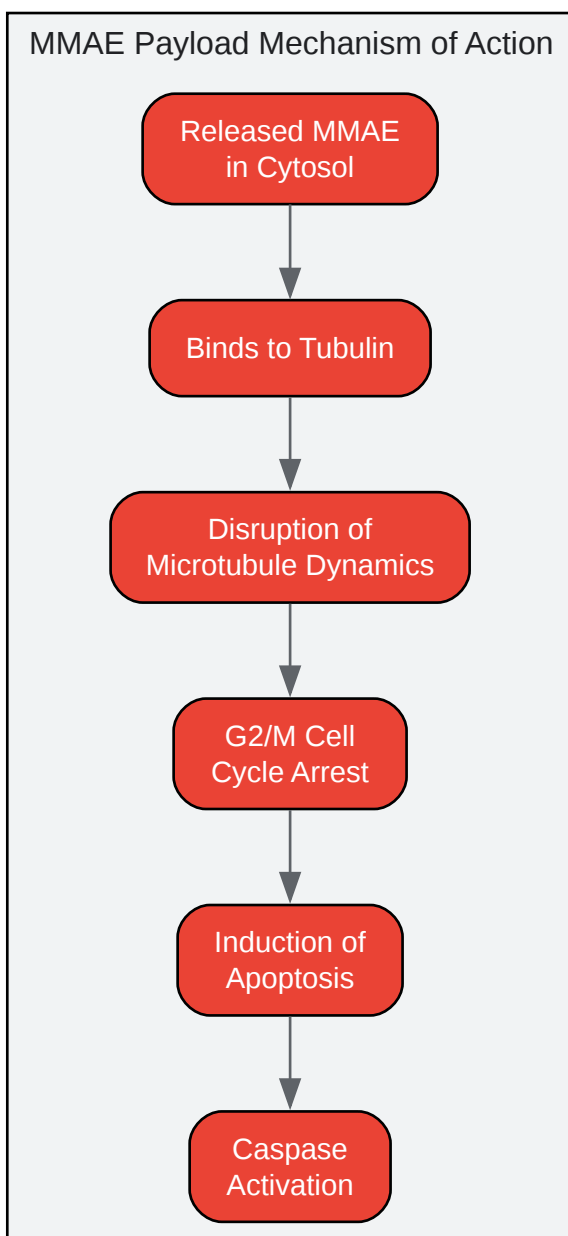 MMAE Payload Mechanism of Action
Released MMAE
in Cytosol
Binds to Tubulin
Disruption of
Microtubule Dynamics
G2/M Cell
Cycle Arrest
Induction of
Apoptosis
Caspase
Activation